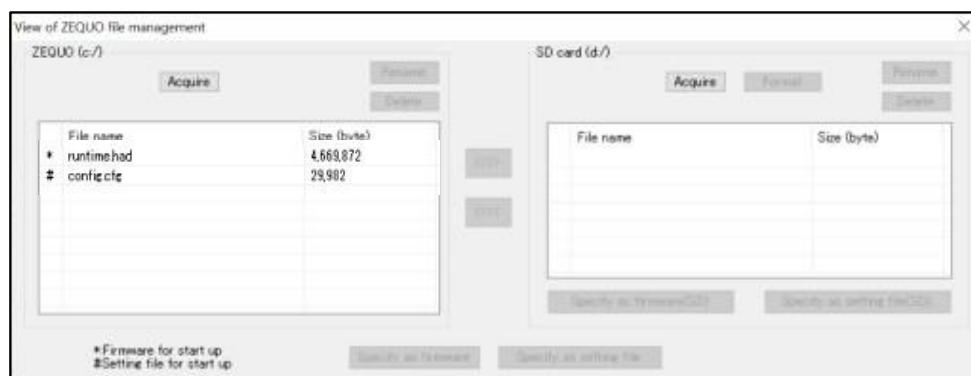 View of ZEQUO file management
ZEQUO (c:/)
Acquire
Rename
Delete
File name Size (byte)
* runtime.had 4,669,872
# config.cfg 29,982
SD card (d:/)
Acquire Format
Rename
Delete
File name Size (byte)
Specify as firmware(SD) Specify as setting file(SD)
*:Firmware for start up
#:Setting file for start up
Specify as firmware Specify as setting file